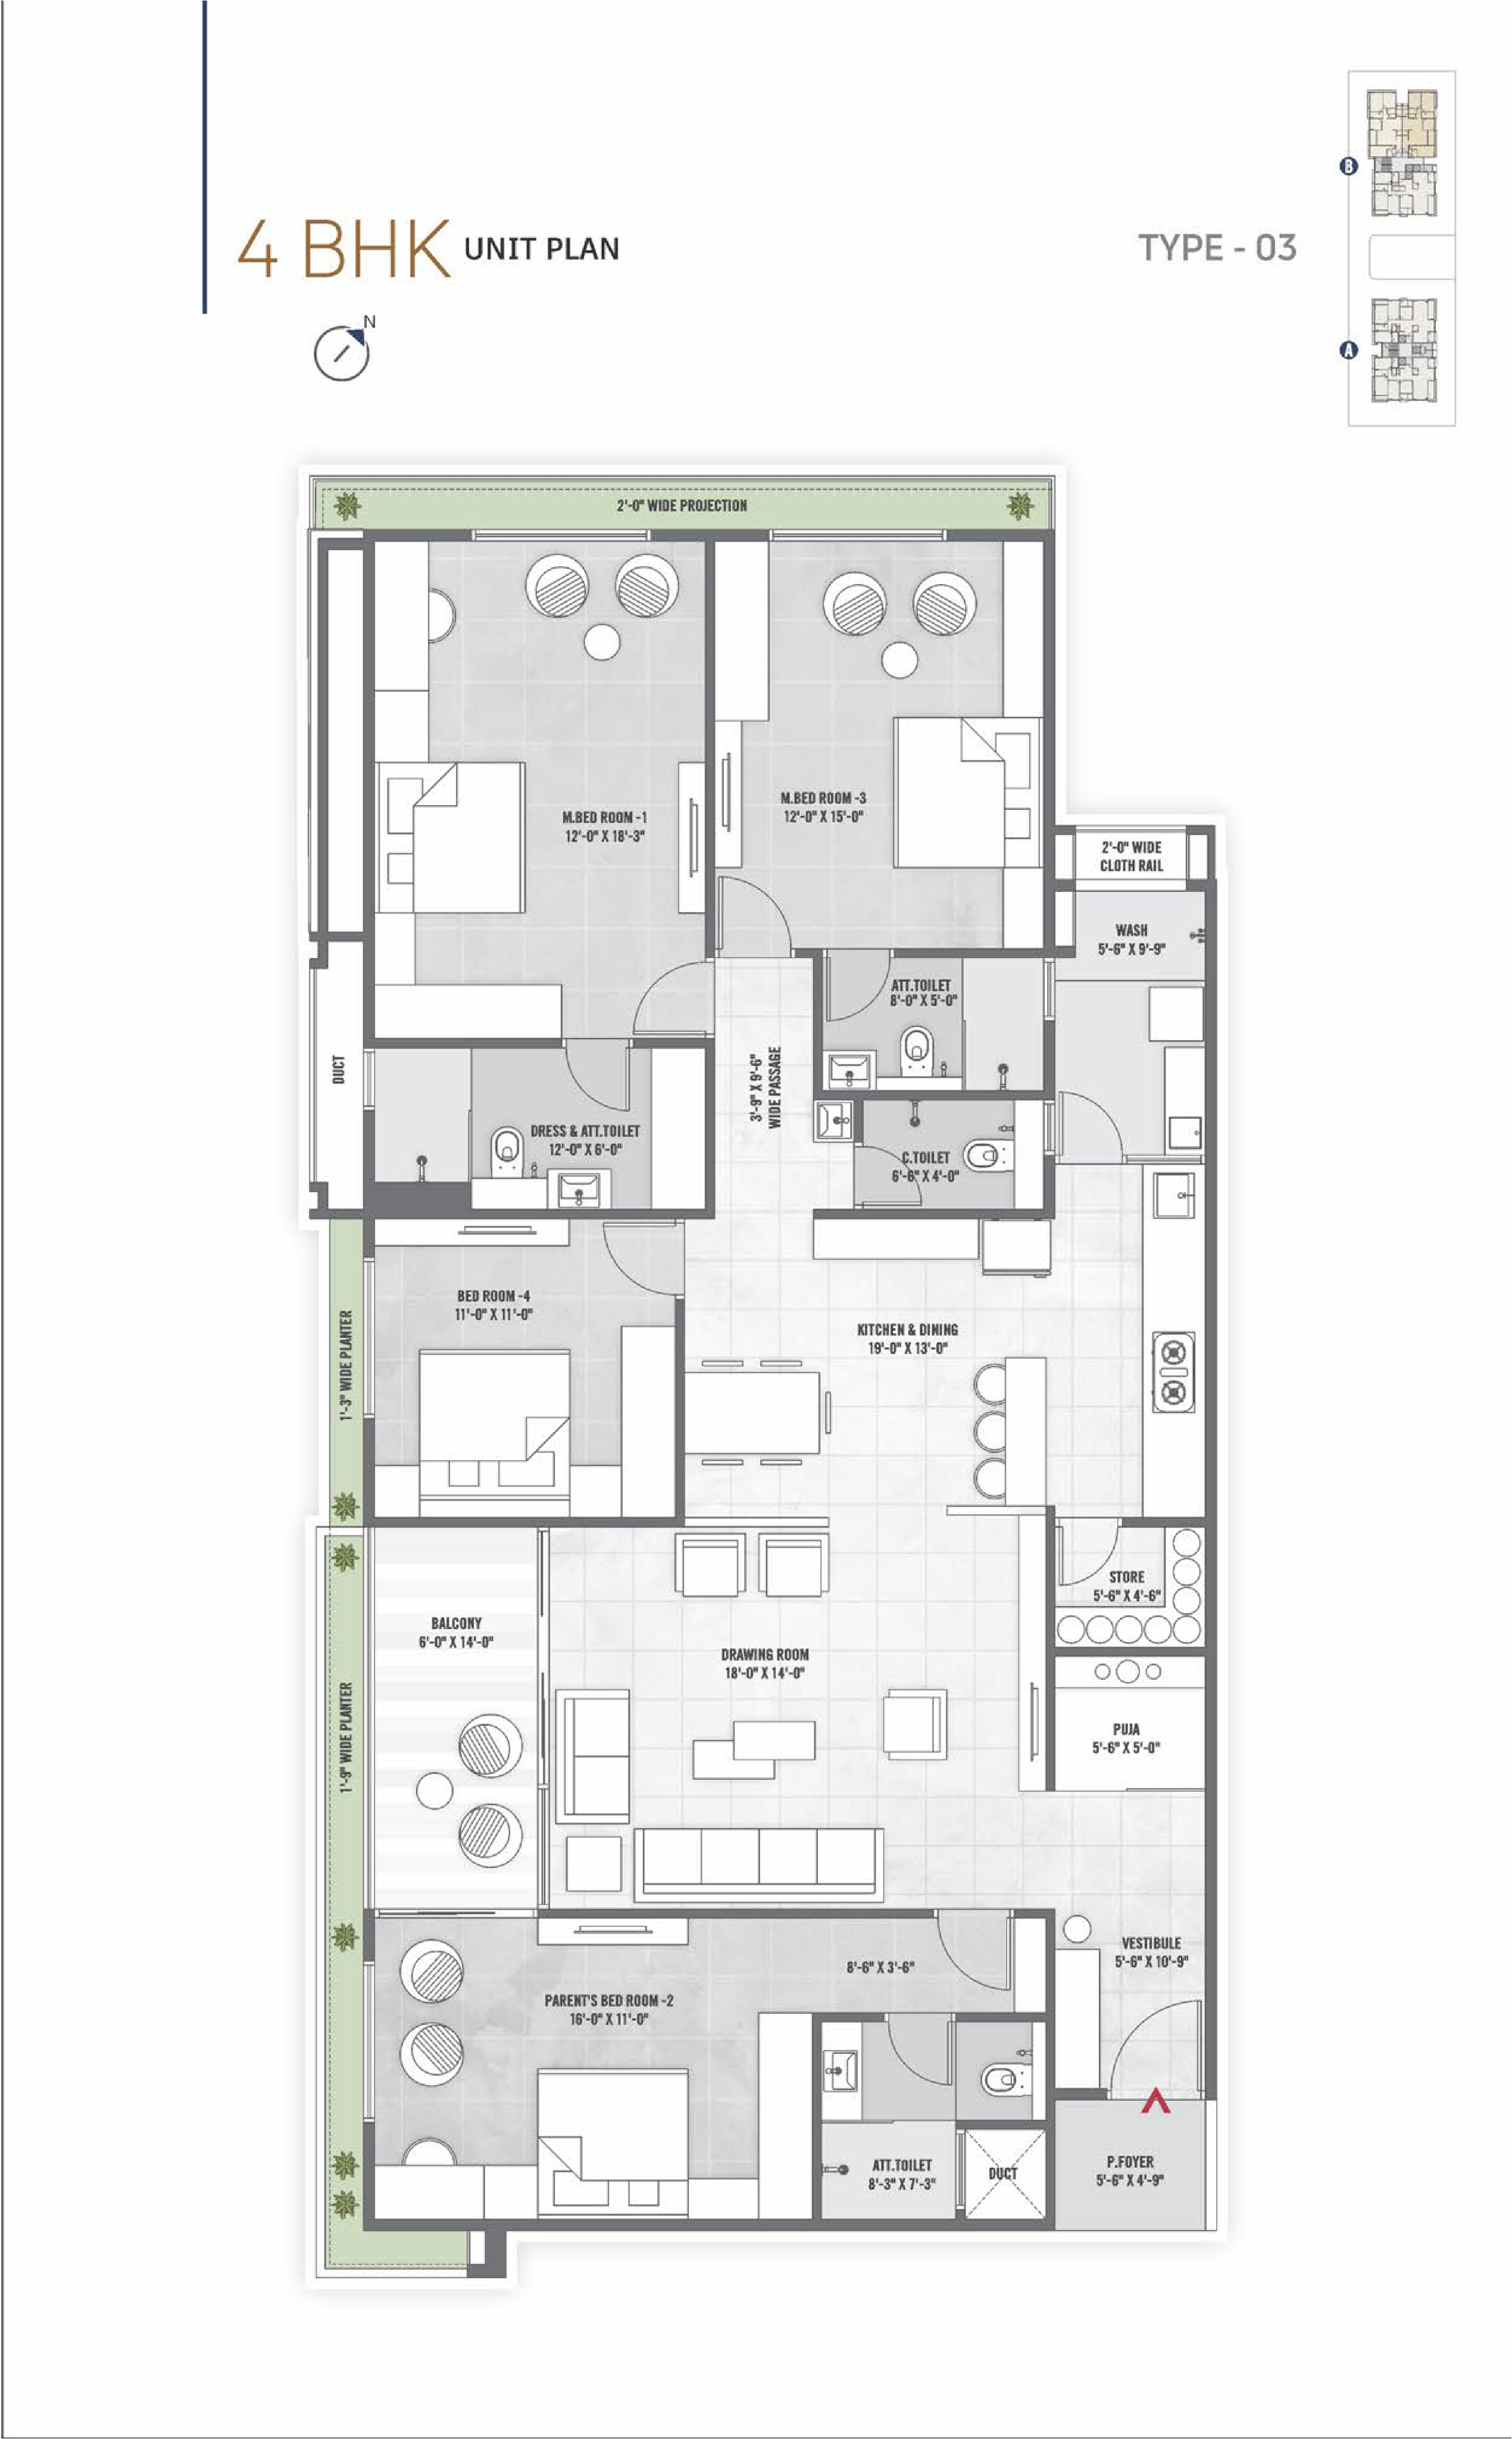 4 BHK UNIT PLAN
TYPE - 03
B
A
N
2'-0" WIDE PROJECTION
M.BED ROOM -1
12'-0" X 18'-3"
M.BED ROOM -3
12'-0" X 15'-0"
2'-0" WIDE
CLOTH RAIL
WASH
5'-6" X 9'-9"
ATT.TOILET
8'-0" X 5'-0"
DUCT
3'-9" X 9'-6"
WIDE PASSAGE
DRESS & ATT.TOILET
12'-0" X 6'-0"
C.TOILET
6'-6" X 4'-0"
BED ROOM -4
11'-0" X 11'-0"
KITCHEN & DINING
19'-0" X 13'-0"
1'-3" WIDE PLANTER
STORE
5'-6" X 4'-6"
BALCONY
6'-0" X 14'-0"
DRAWING ROOM
18'-0" X 14'-0"
1'-9" WIDE PLANTER
PUJA
5'-6" X 5'-0"
VESTIBULE
5'-6" X 10'-9"
8'-6" X 3'-6"
PARENT'S BED ROOM -2
16'-0" X 11'-0"
ATT.TOILET
8'-3" X 7'-3"
DUCT
P.FOYER
5'-6" X 4'-9"